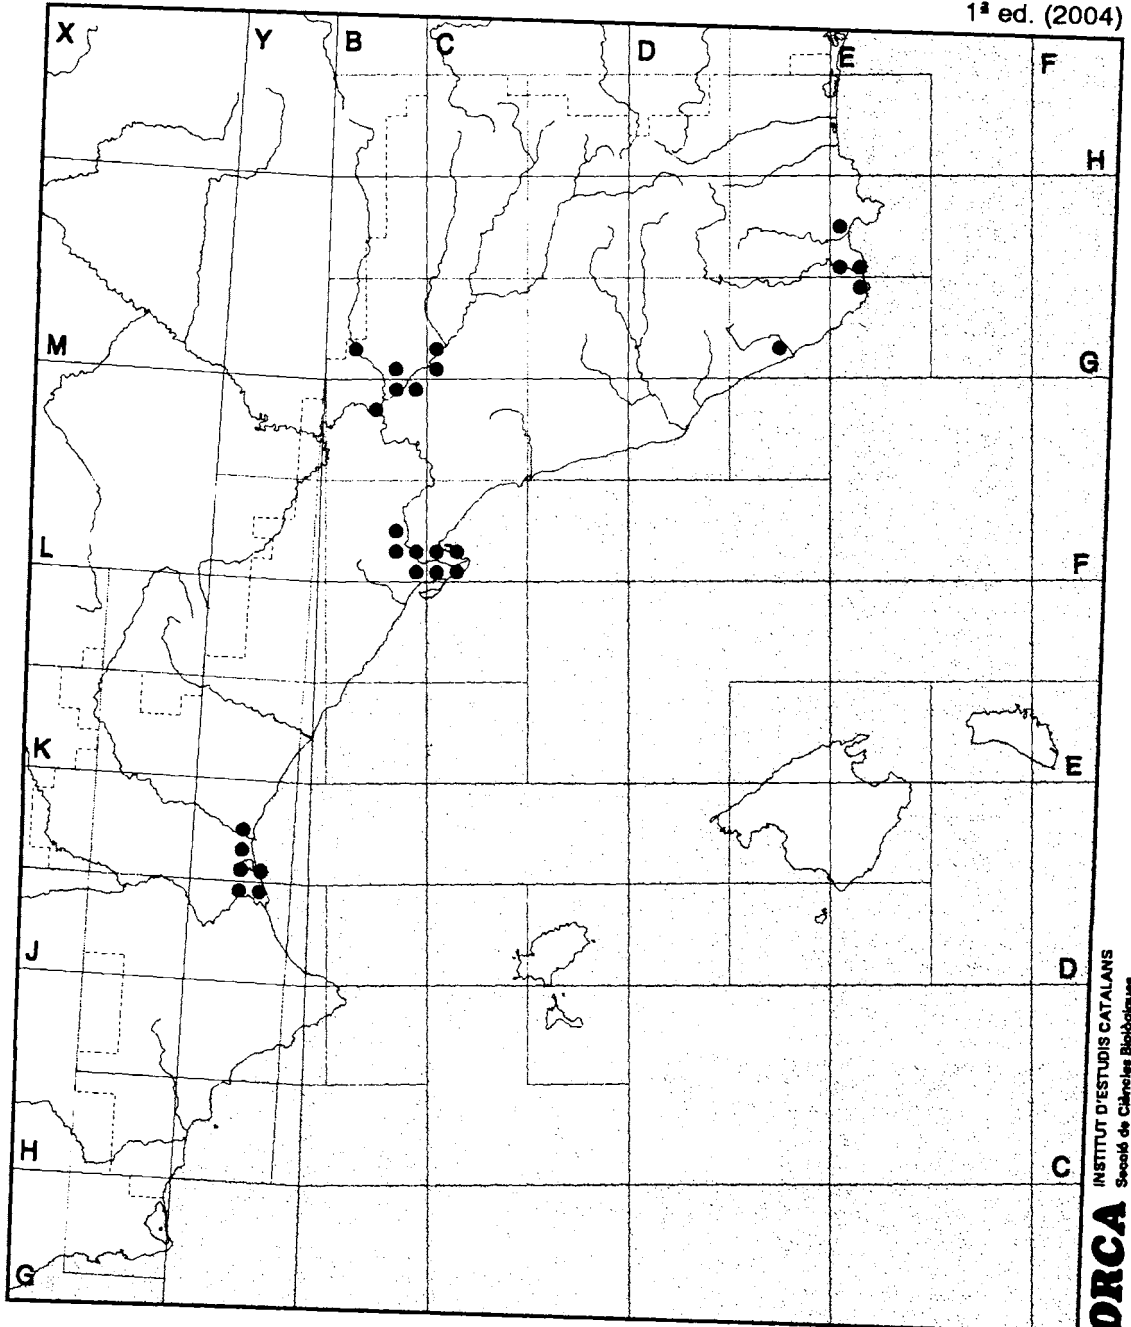 1ª ed. (2004)
X
Y
B
C
D
E
F
H
M
G
L
F
K
E
J
D
H
C
G
ORCA
INSTITUT D'ESTUDIS CATALANS
Secció de Ciències Biològiques